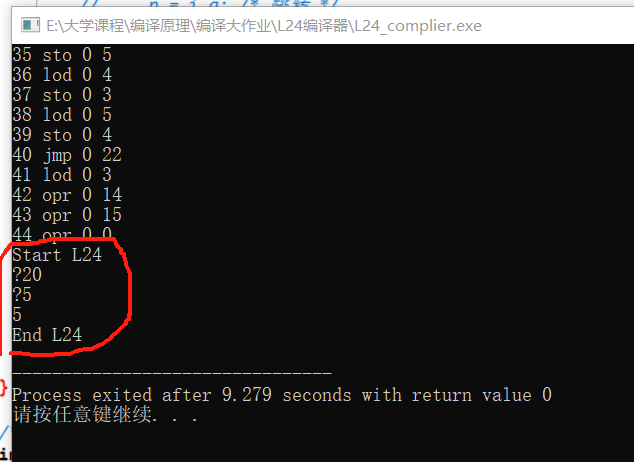 E:\大学课程\编译原理\编译大作业\L24编译器\L24_complier.exe
35 sto 0 5
36 lod 0 4
37 sto 0 3
38 lod 0 5
39 sto 0 4
40 jmp 0 22
41 lod 0 3
42 opr 0 14
43 opr 0 15
44 opr 0 0
Start L24
?20
?5
5
End L24
--------------------------------
Process exited after 9.279 seconds with return value 0
请按任意键继续. . .